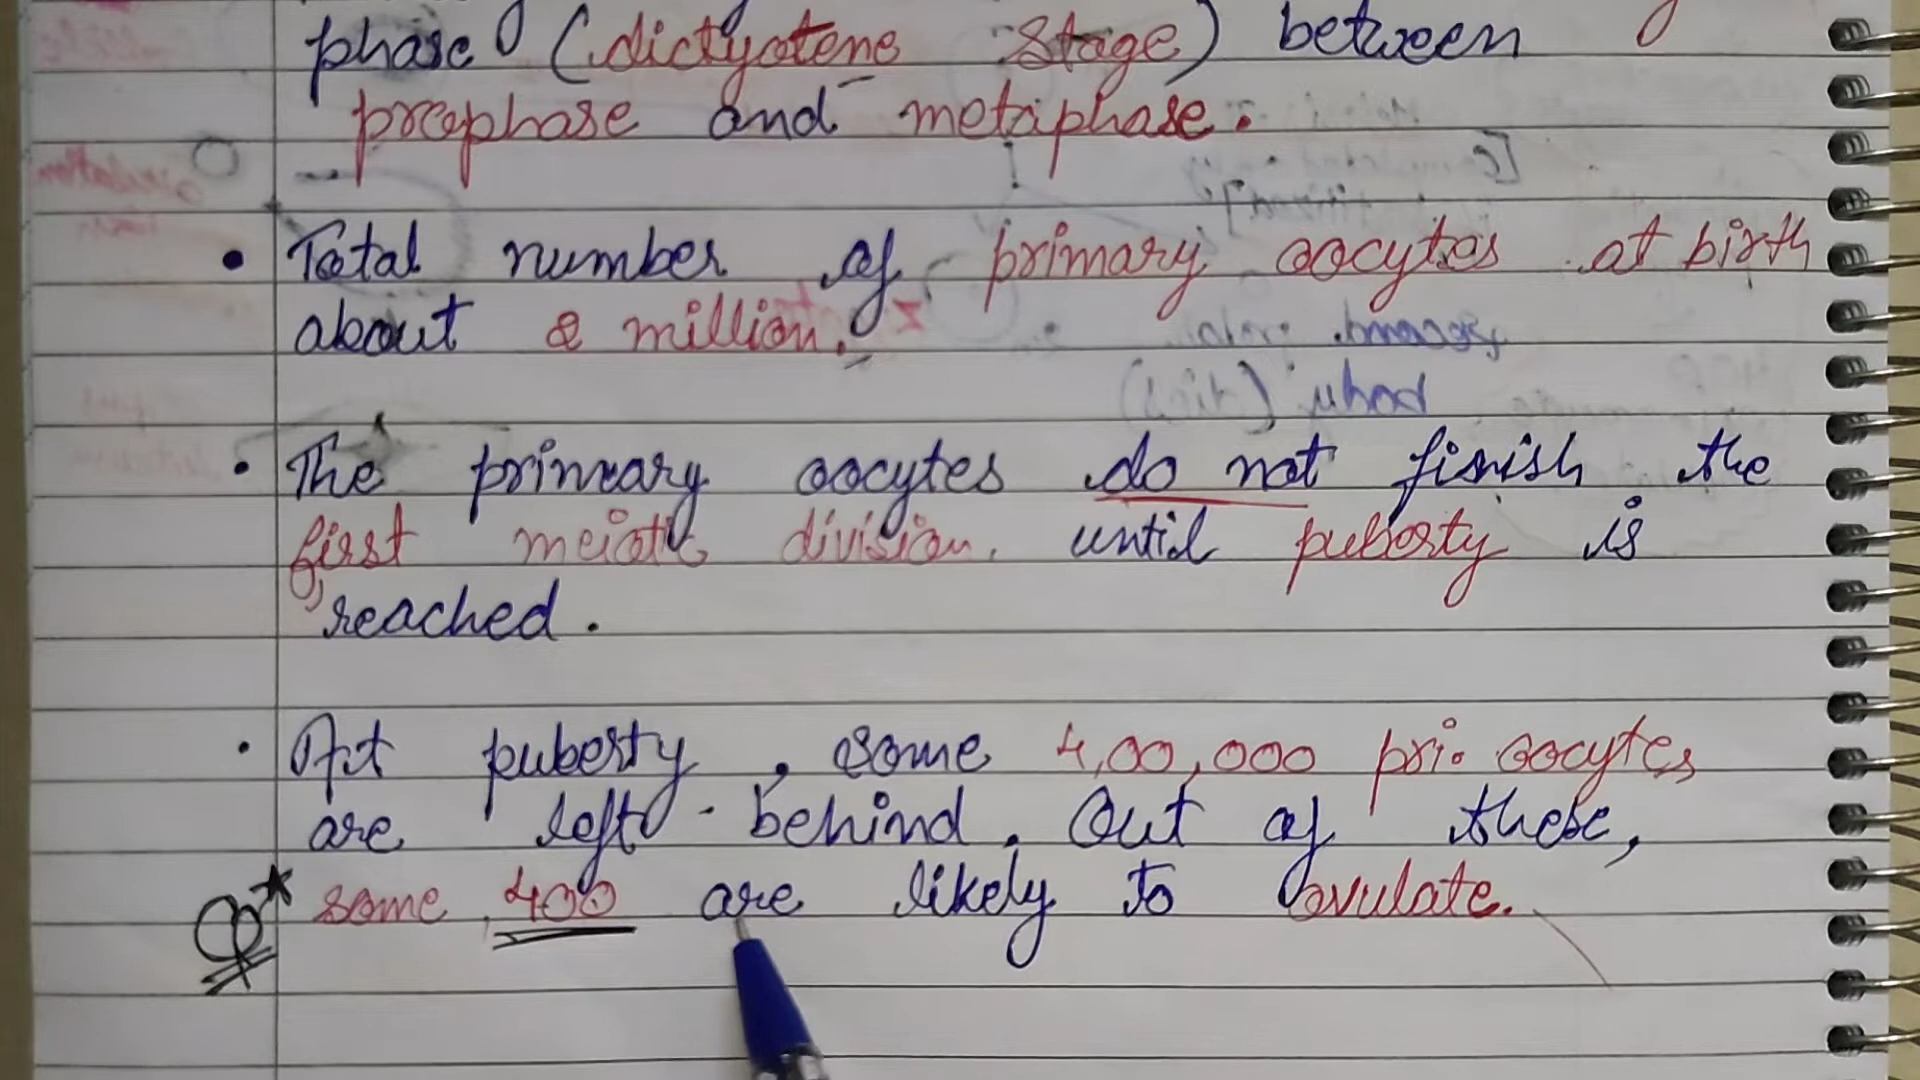 phase (dictyotene stage) between
prophase and metaphase.
• Total number of primary oocytes at birth
about 2 million.
• The primary oocytes do not finish the
first meiotic division until puberty is
reached.
• At puberty, some 4,00,000 pri. oocytes
are left behind. Out of these,
some 400 are likely to ovulate.